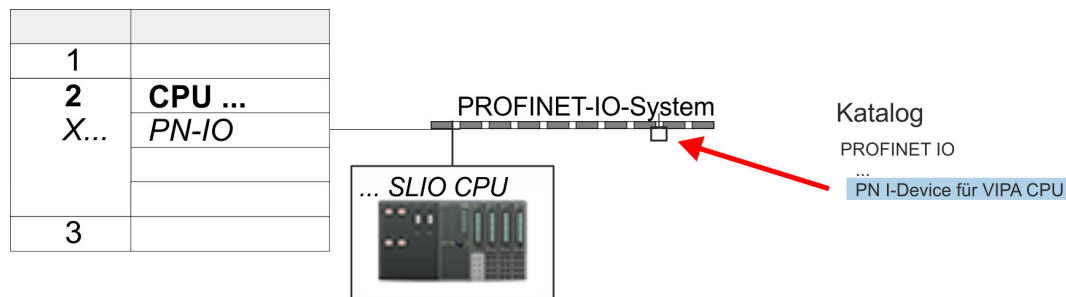 1
2 CPU ...
X... PN-IO
3
PROFINET-IO-System
... SLIO CPU
Katalog
PROFINET IO
...
PN I-Device für VIPA CPU